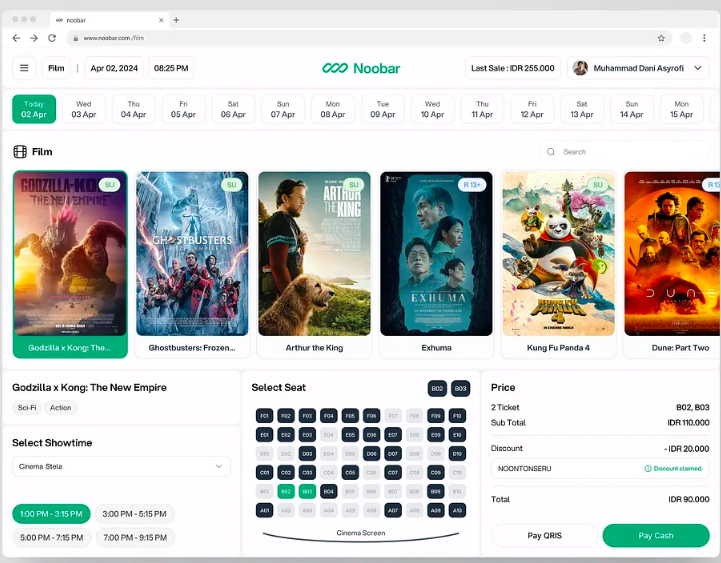 noobar
www.noobar.com/film
Film | Apr 02, 2024 08:25 PM
Noobar
Last Sale : IDR 255.000
Muhammad Dani Asyrofi
Today
02 Apr
Wed
03 Apr
Thu
04 Apr
Fri
05 Apr
Sat
06 Apr
Sun
07 Apr
Mon
08 Apr
Tue
09 Apr
Wed
10 Apr
Thu
11 Apr
Fri
12 Apr
Sat
13 Apr
Sun
14 Apr
Mon
15 Apr
Film
Search
SU
GODZILLA-KONG
THE NEW EMPIRE
Godzilla x Kong: The...
SU
GHOSTBUSTERS
Ghostbusters: Frozen...
SU
ARTHUR
THE KING
Arthur the King
R 13+
EXHUMA
Exhuma
SU
KUNG FU
PANDA
4
Kung Fu Panda 4
R 13
DUNE
Dune: Part Two
Godzilla x Kong: The New Empire
Sci-Fi Action
Select Showtime
Cinema Stela
1:00 PM - 3:15 PM 3:00 PM - 5:15 PM
5:00 PM - 7:15 PM 7:00 PM - 9:15 PM
Select Seat B02 B03
F01 F02 F03 F04 F05 F06 F07 F08 F09 F10
E01 E02 E03 E04 E05 E06 E07 E08 E09 E10
D01 D02 D03 D04 D05 D06 D07 D08 D09 D10
C01 C02 C03 C04 C05 C06 C07 C08 C09 C10
B01 B02 B03 B04 B05 B06 B07 B08 B09 B10
A01 A02 A03 A04 A05 A06 A07 A08 A09 A10
Cinema Screen
Price
2 Ticket B02, B03
Sub Total IDR 110.000
Discount - IDR 20.000
NOONTONSERU Discount claimed.
Total IDR 90.000
Pay QRIS Pay Cash